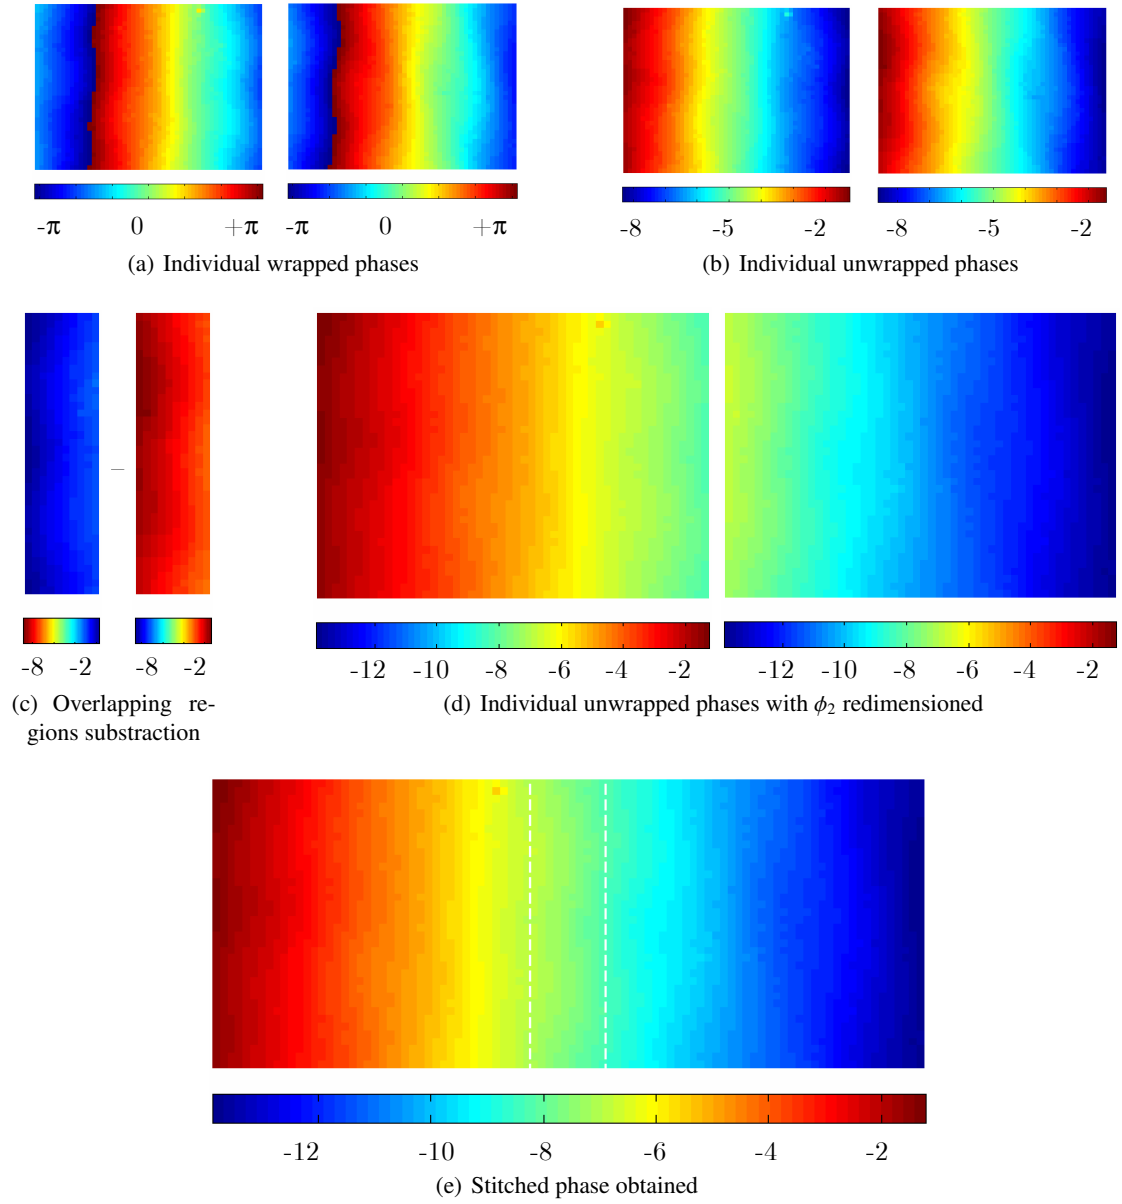 -π 0 +π -π 0 +π
-8 -5 -2 -8 -5 -2
(a) Individual wrapped phases
(b) Individual unwrapped phases
–
-8 -2 -8 -2
-12 -10 -8 -6 -4 -2 -12 -10 -8 -6 -4 -2
(c) Overlapping re-
gions substraction
(d) Individual unwrapped phases with ϕ₂ redimensioned
-12 -10 -8 -6 -4 -2
(e) Stitched phase obtained